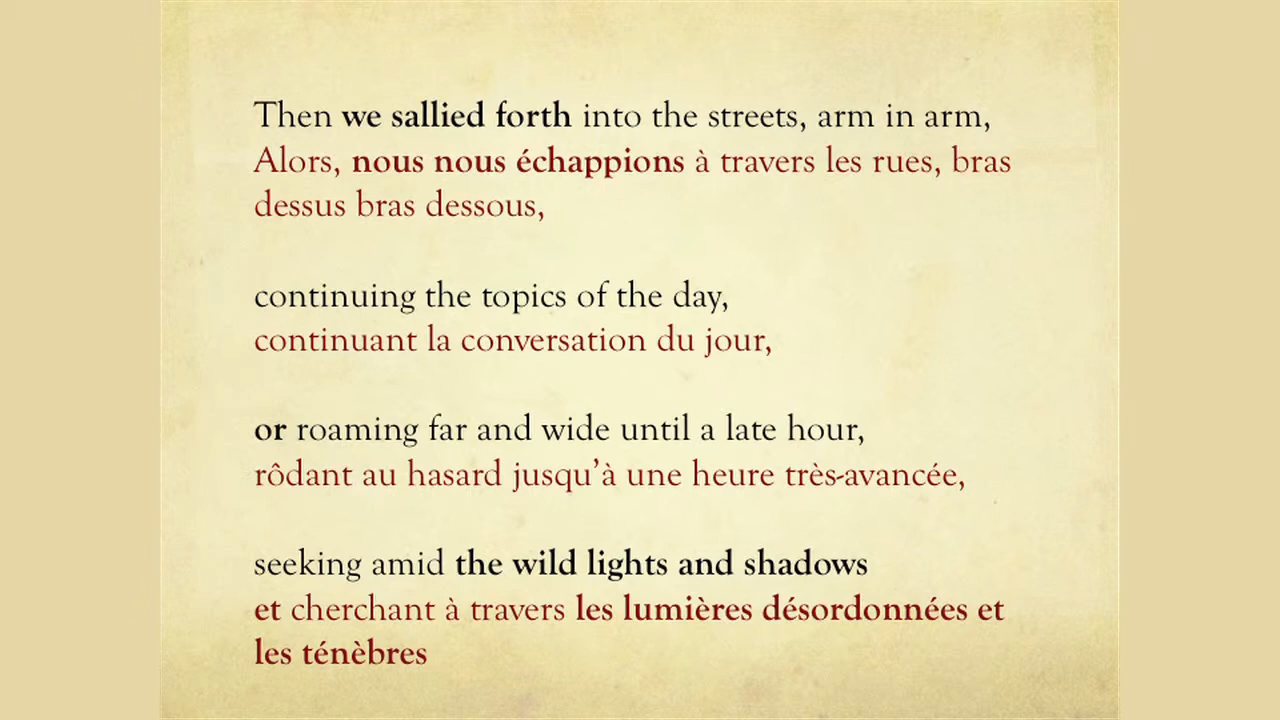 Then we sallied forth into the streets, arm in arm,
Alors, nous nous échappions à travers les rues, bras
dessus bras dessous,
continuing the topics of the day,
continuant la conversation du jour,
or roaming far and wide until a late hour,
rôdant au hasard jusqu’à une heure très-avancée,
seeking amid the wild lights and shadows
et cherchant à travers les lumières désordonnées et
les ténèbres